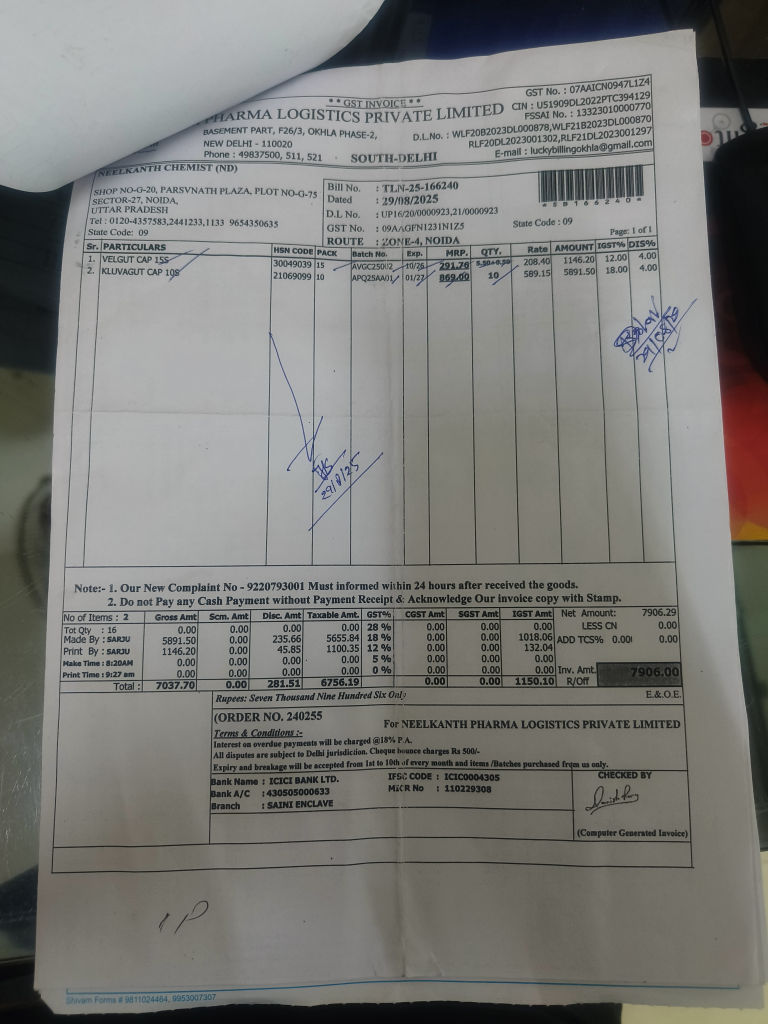 ** GST INVOICE **
PHARMA LOGISTICS PRIVATE LIMITED
BASEMENT PART, F26/3, OKHLA PHASE-2,
NEW DELHI - 110020
Phone : 49837500, 511, 521 . SOUTH-DELHI
GST No. : 07AAICN0947L1Z4
CIN : U51909DL2022PTC394129
FSSAI No. : 13323010000770
D.L.No. : WLF20B2023DL000878,WLF21B2023DL000870
RLF20DL2023001302,RLF21DL2023001297
E-mail : luckybillingokhla@gmail.com
NEELKANTH CHEMIST (ND)
SHOP NO-G-20, PARSVNATH PLAZA, PLOT NO-G-75
SECTOR-27, NOIDA,
UTTAR PRADESH
Tel : 0120-4357583,2441233,1133 9654350635
State Code: 09
Bill No. : TLN-25-166240
Dated : 29/08/2025
D.L No. : UP16/20/0000923,21/0000923
GST No. : 09AAGFN1231N1Z5
ROUTE : ZONE-4, NOIDA
*58166240*
State Code : 09
Page: 1 of 1
Sr. PARTICULARS HSN CODE PACK Batch No. Exp. MRP. QTY. Rate AMOUNT IGST% DIS%
1. VELGUT CAP 15S 30049039 15 10/26 291.76 5.50+0.50 208.40 1146.20 12.00 4.00
2. KLUVAGUT CAP 10S 21069099 10 APQ25AA01 01/27 869.00 10 589.15 5891.50 18.00 4.00
29/08/25
29/8/25
Note:- 1. Our New Complaint No - 9220793001 Must informed within 24 hours after received the goods.
2. Do not Pay any Cash Payment without Payment Receipt & Acknowledge Our invoice copy with Stamp.
No of Items : 2 Gross Amt Scm. Amt Disc. Amt Taxable Amt. GST% CGST Amt SGST Amt IGST Amt Net Amount: 7906.29
Tot Qty : 16 0.00 0.00 0.00 0.00 28 % 0.00 0.00 0.00 LESS CN 0.00
Made By : SARJU 5891.50 0.00 235.66 5655.84 18 % 0.00 0.00 1018.06 ADD TCS% 0.00 0.00
Print By : SARJU 1146.20 0.00 45.85 1100.35 12 % 0.00 0.00 132.04
Make Time : 8:20AM 0.00 0.00 0.00 0.00 5 % 0.00 0.00 0.00
Print Time : 9:27 am 0.00 0.00 0.00 0.00 0 % 0.00 0.00 0.00 Inv. Amt. 7906.00
Total : 7037.70 0.00 281.51 6756.19 0.00 0.00 1150.10 R/Off
Rupees: Seven Thousand Nine Hundred Six Only
E.&.O.E.
(ORDER NO. 240255
For NEELKANTH PHARMA LOGISTICS PRIVATE LIMITED
Terms & Conditions :-
Interest on overdue payments will be charged @18% P.A.
All disputes are subject to Delhi jurisdiction. Cheque bounce charges Rs 500/-
Expiry and breakage will be accepted from 1st to 10th of every month and items /Batches purchased from us only.
Bank Name : ICICI BANK LTD. IFSC CODE : ICIC0004305
Bank A/C : 430505000633 MICR No : 110229308
Branch : SAINI ENCLAVE
CHECKED BY
(Computer Generated Invoice)
Shivam Forms # 9811024464, 9953007307